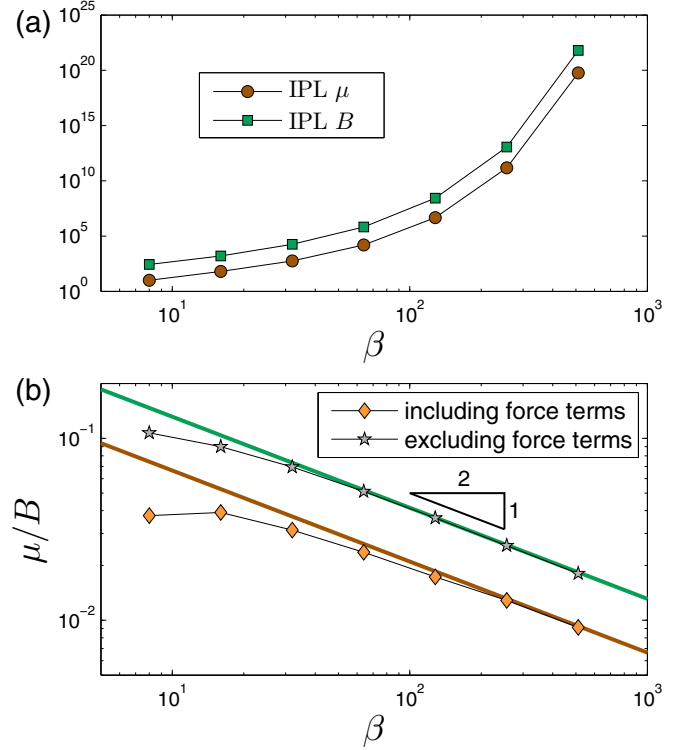 (a)
10^25
10^20
10^15
10^10
10^5
10^0
IPL μ
IPL B
10^1
10^2
10^3
β
(b)
10^-1
10^-2
μ/B
including force terms
excluding force terms
2
1
10^1
10^2
10^3
β